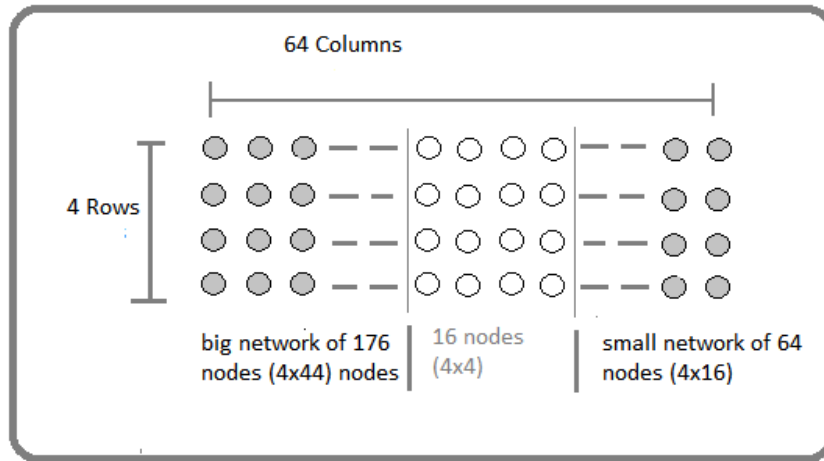 64 Columns
4 Rows
big network of 176
nodes (4x44) nodes
16 nodes
(4x4)
small network of 64
nodes (4x16)